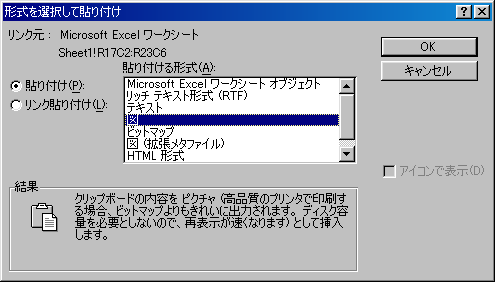 形式を選択して貼り付け
リンク元： Microsoft Excel ワークシート
Sheet1!R17C2:R23C6
OK
キャンセル
貼り付ける形式(A):
貼り付け(P):
リンク貼り付け(L):
Microsoft Excel ワークシート オブジェクト
リッチ テキスト形式 (RTF)
テキスト
図
ビットマップ
図 (拡張メタファイル)
HTML 形式
アイコンで表示(D)
結果
クリップボードの内容を ピクチャ (高品質のプリンタで印刷す
る場合、ビットマップよりもきれいに出力されます。ディスク容
量を必要としないので、再表示が速くなります) として挿入
します。